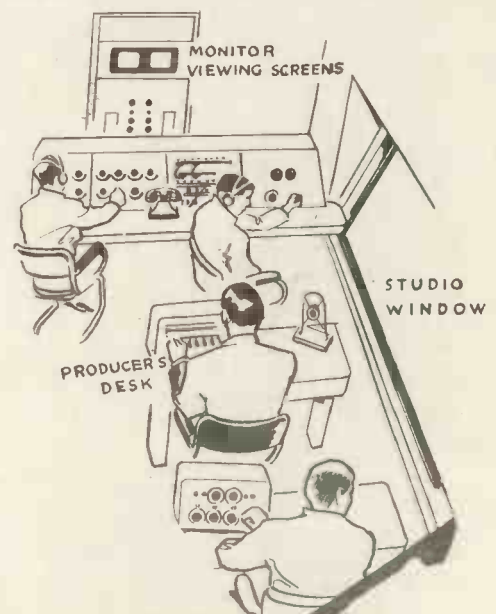 MONITOR
VIEWING SCREENS
STUDIO
WINDOW
PRODUCER'S
DESK